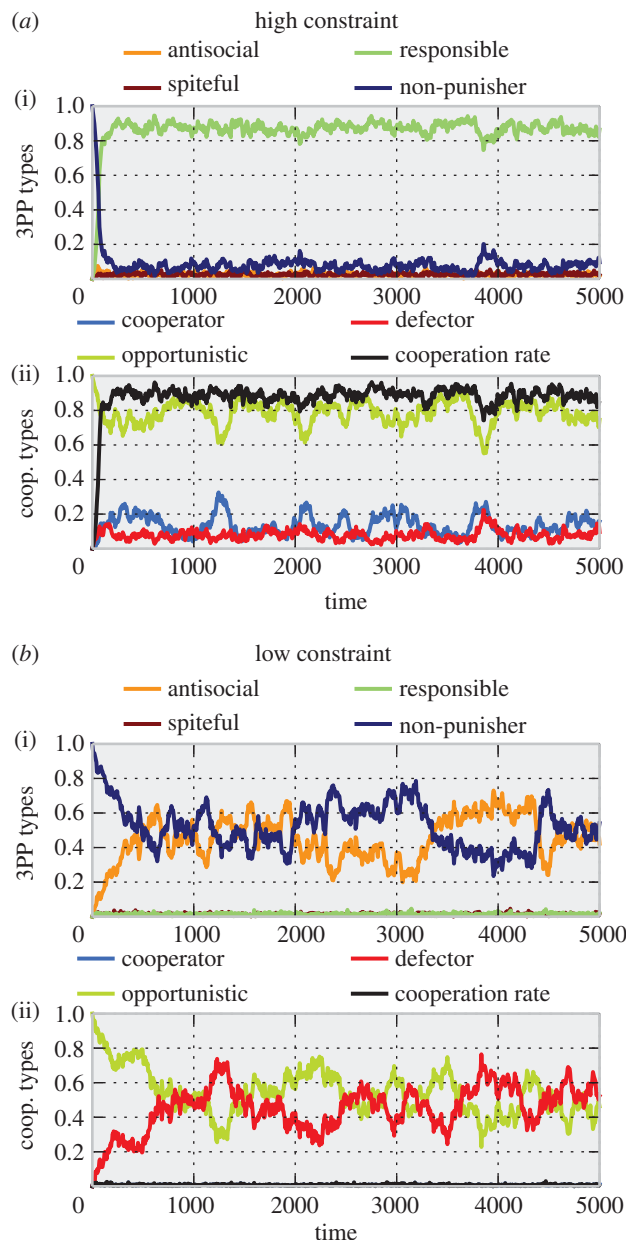 (a) high constraint
antisocial responsible
spiteful non-punisher
(i)
1.0
0.8
0.6
0.4
0.2
3PP types
0 1000 2000 3000 4000 5000
cooperator defector
opportunistic cooperation rate
(ii)
1.0
0.8
0.6
0.4
0.2
coop. types
0 1000 2000 3000 4000 5000
time
(b) low constraint
antisocial responsible
spiteful non-punisher
(i)
1.0
0.8
0.6
0.4
0.2
3PP types
0 1000 2000 3000 4000 5000
cooperator defector
opportunistic cooperation rate
(ii)
1.0
0.8
0.6
0.4
0.2
coop. types
0 1000 2000 3000 4000 5000
time